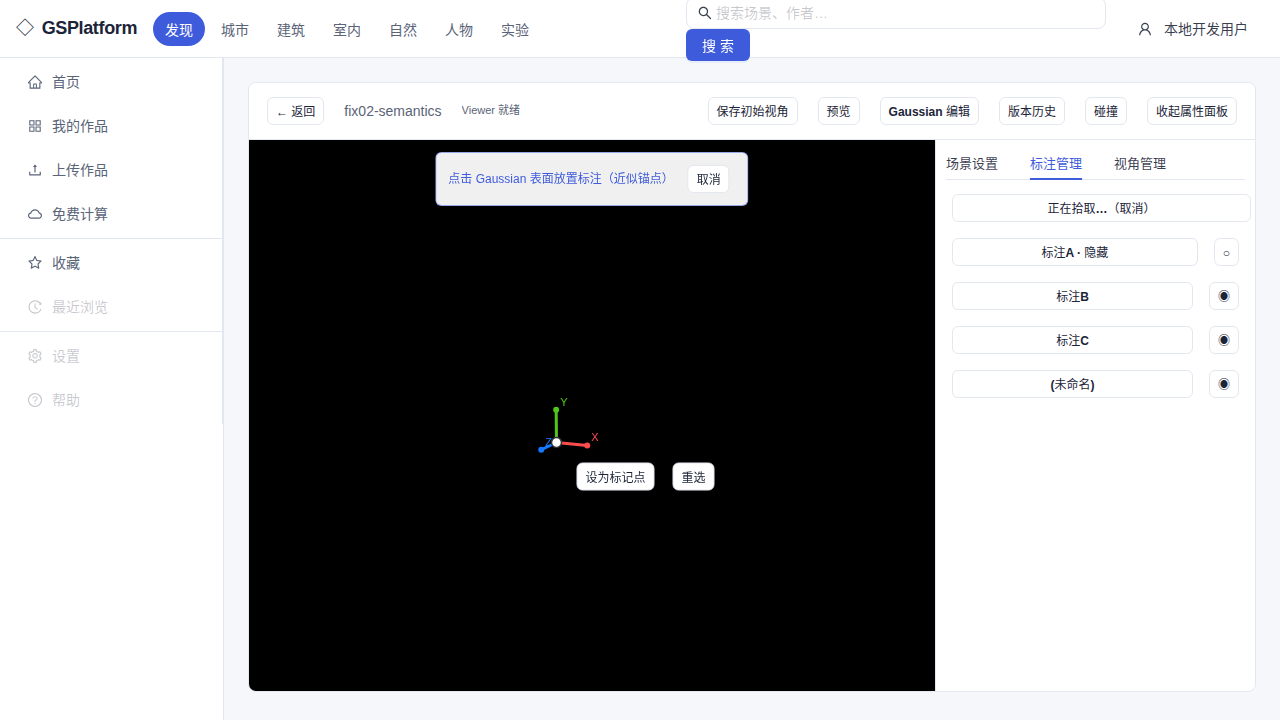 GSPlatform 发现 城市 建筑 室内 自然 人物 实验
搜索场景、作者…
搜 索
本地开发用户
首页
我的作品
上传作品
免费计算
收藏
最近浏览
设置
帮助
← 返回 fix02-semantics Viewer 就绪 保存初始视角 预览 Gaussian 编辑 版本历史 碰撞 收起属性面板
点击 Gaussian 表面放置标注（近似锚点） 取消
Y
X
Z
设为标记点 重选
场景设置 标注管理 视角管理
正在拾取…（取消）
标注A · 隐藏 ○
标注B ◉
标注C ◉
(未命名) ◉